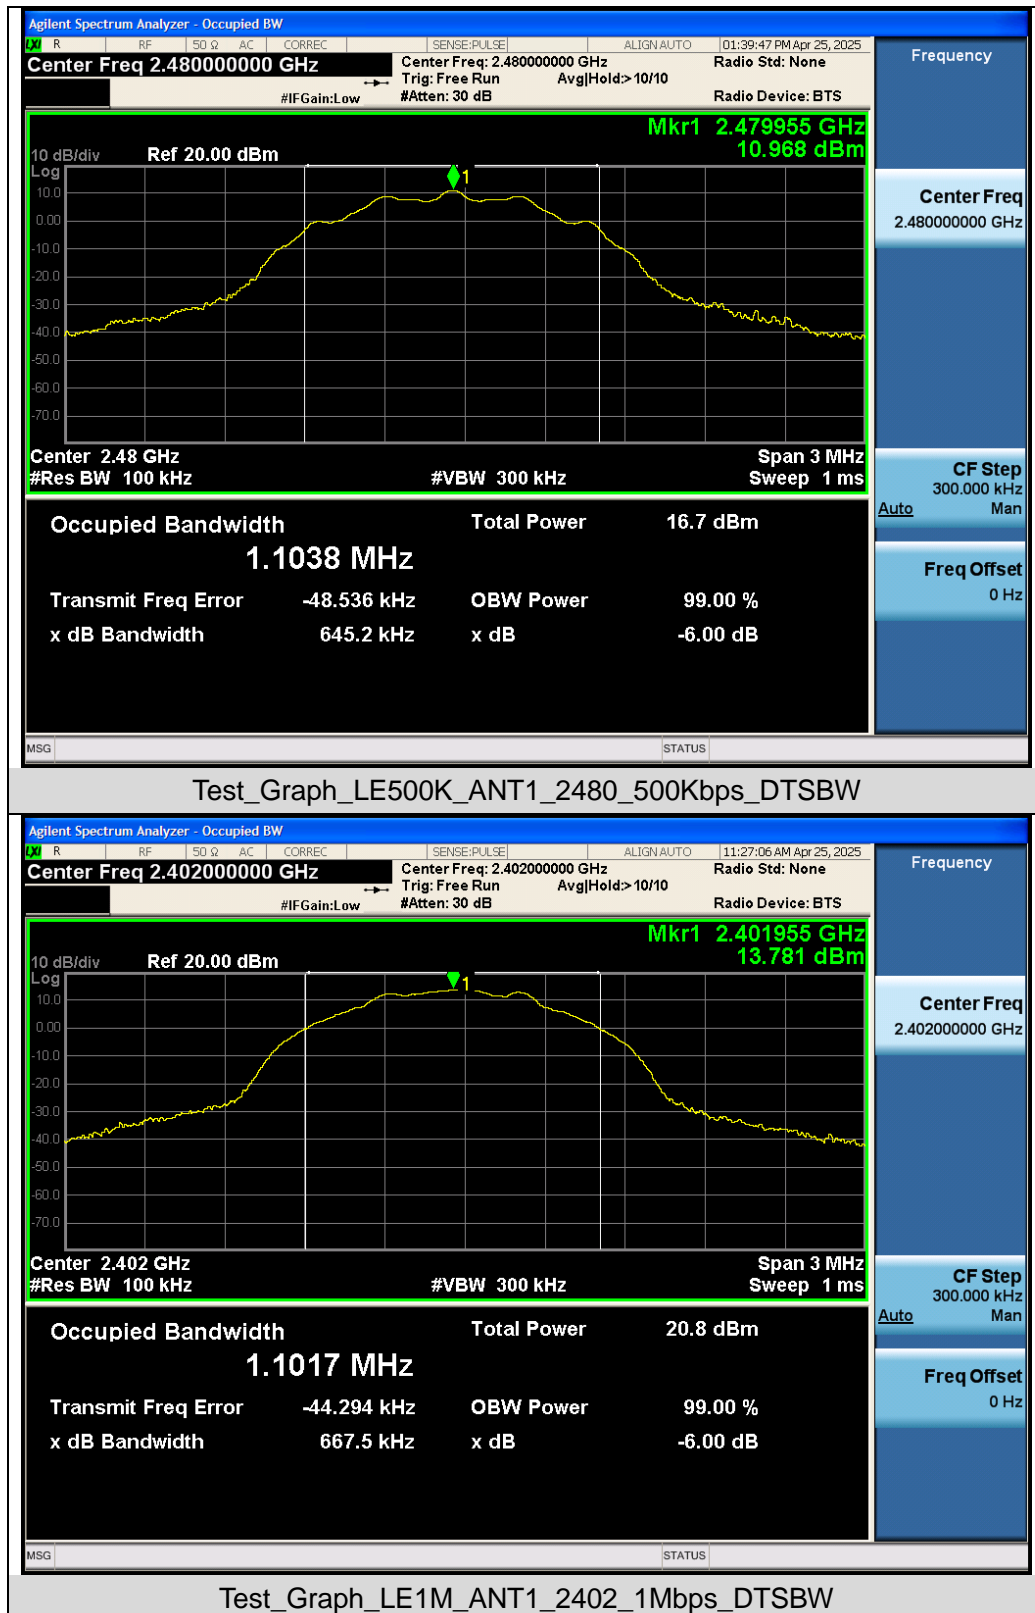 Agilent Spectrum Analyzer - Occupied BW
LXI R RF 50 Ω AC CORREC SENSE:PULSE ALIGN AUTO 01:39:47 PM Apr 25, 2025
Center Freq 2.480000000 GHz
Center Freq: 2.480000000 GHz
Radio Std: None
Trig: Free Run Avg|Hold:> 10/10
#IFGain:Low #Atten: 30 dB Radio Device: BTS
Frequency
Mkr1 2.479955 GHz
10.968 dBm
10 dB/div Ref 20.00 dBm
Log
10.0
0.00
-10.0
-20.0
-30.0
-40.0
-50.0
-60.0
-70.0
1
Center 2.48 GHz Span 3 MHz
#Res BW 100 kHz #VBW 300 kHz Sweep 1 ms
Center Freq
2.480000000 GHz
CF Step
300.000 kHz
Auto Man
Freq Offset
0 Hz
Occupied Bandwidth Total Power 16.7 dBm
1.1038 MHz
Transmit Freq Error -48.536 kHz OBW Power 99.00 %
x dB Bandwidth 645.2 kHz x dB -6.00 dB
MSG STATUS
Test_Graph_LE500K_ANT1_2480_500Kbps_DTSBW
Agilent Spectrum Analyzer - Occupied BW
LXI R RF 50 Ω AC CORREC SENSE:PULSE ALIGN AUTO 11:27:06 AM Apr 25, 2025
Center Freq 2.402000000 GHz
Center Freq: 2.402000000 GHz
Radio Std: None
Trig: Free Run Avg|Hold:> 10/10
#IFGain:Low #Atten: 30 dB Radio Device: BTS
Frequency
Mkr1 2.401955 GHz
13.781 dBm
10 dB/div Ref 20.00 dBm
Log
10.0
0.00
-10.0
-20.0
-30.0
-40.0
-50.0
-60.0
-70.0
1
Center 2.402 GHz Span 3 MHz
#Res BW 100 kHz #VBW 300 kHz Sweep 1 ms
Center Freq
2.402000000 GHz
CF Step
300.000 kHz
Auto Man
Freq Offset
0 Hz
Occupied Bandwidth Total Power 20.8 dBm
1.1017 MHz
Transmit Freq Error -44.294 kHz OBW Power 99.00 %
x dB Bandwidth 667.5 kHz x dB -6.00 dB
MSG STATUS
Test_Graph_LE1M_ANT1_2402_1Mbps_DTSBW